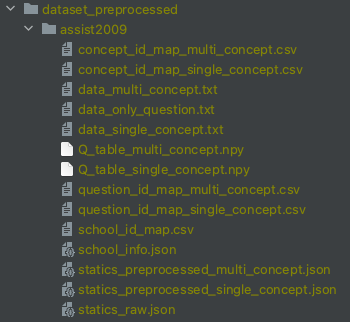 dataset_preprocessed
assist2009
concept_id_map_multi_concept.csv
concept_id_map_single_concept.csv
data_multi_concept.txt
data_only_question.txt
data_single_concept.txt
Q_table_multi_concept.npy
Q_table_single_concept.npy
question_id_map_multi_concept.csv
question_id_map_single_concept.csv
school_id_map.csv
school_info.json
statics_preprocessed_multi_concept.json
statics_preprocessed_single_concept.json
statics_raw.json